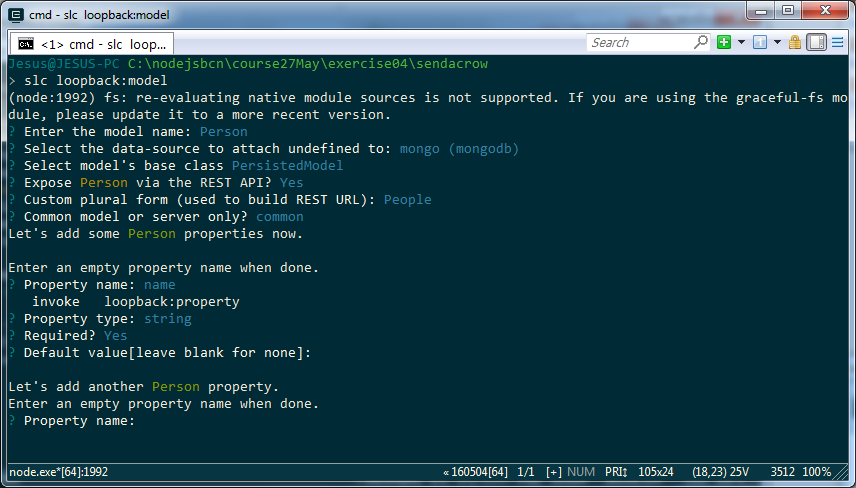 cmd - slc loopback:model
<1> cmd - slc loop...
Search
Jesus@JESUS-PC C:\nodejsbcn\course27May\exercise04\sendacrow
> slc loopback:model
(node:1992) fs: re-evaluating native module sources is not supported. If you are using the graceful-fs mo
dule, please update it to a more recent version.
? Enter the model name: Person
? Select the data-source to attach undefined to: mongo (mongodb)
? Select model's base class PersistedModel
? Expose Person via the REST API? Yes
? Custom plural form (used to build REST URL): People
? Common model or server only? common
Let's add some Person properties now.
Enter an empty property name when done.
? Property name: name
invoke loopback:property
? Property type: string
? Required? Yes
? Default value[leave blank for none]:
Let's add another Person property.
Enter an empty property name when done.
? Property name:
node.exe*[64]:1992 « 160504[64] 1/1 [+] NUM PRI↕ 105x24 (18,23) 25V 3512 100%